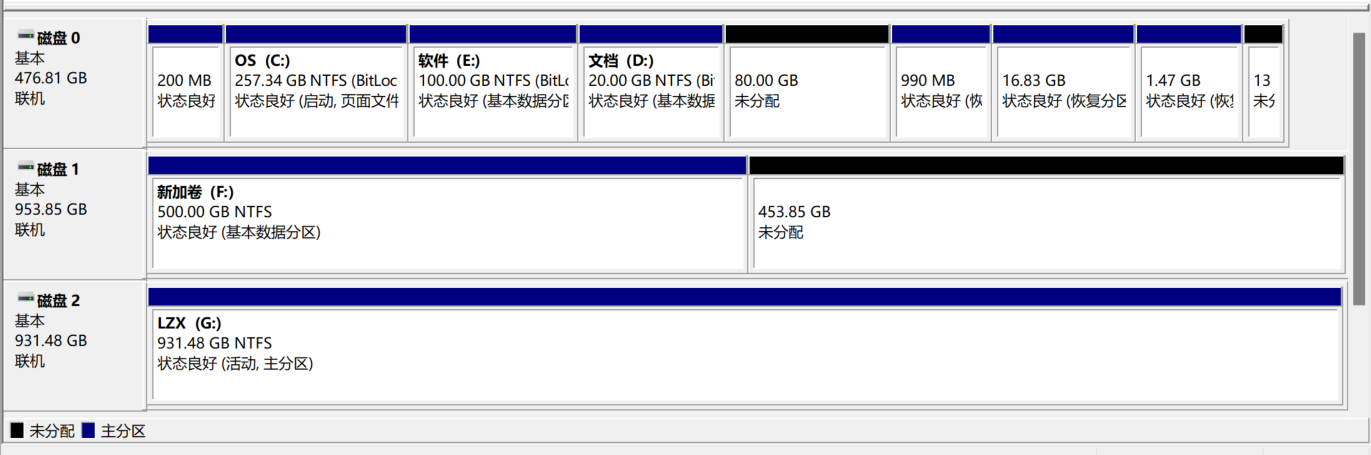 磁盘 0
基本
476.81 GB
联机
200 MB
状态良好
OS (C:)
257.34 GB NTFS (BitLoc
状态良好 (启动, 页面文件
软件 (E:)
100.00 GB NTFS (BitL
状态良好 (基本数据分
文档 (D:)
20.00 GB NTFS (Bi
状态良好 (基本数据
80.00 GB
未分配
990 MB
状态良好 (恢
16.83 GB
状态良好 (恢复分区
1.47 GB
状态良好 (恢
13
未分
磁盘 1
基本
953.85 GB
联机
新加卷 (F:)
500.00 GB NTFS
状态良好 (基本数据分区)
453.85 GB
未分配
磁盘 2
基本
931.48 GB
联机
LZX (G:)
931.48 GB NTFS
状态良好 (活动, 主分区)
未分配 主分区